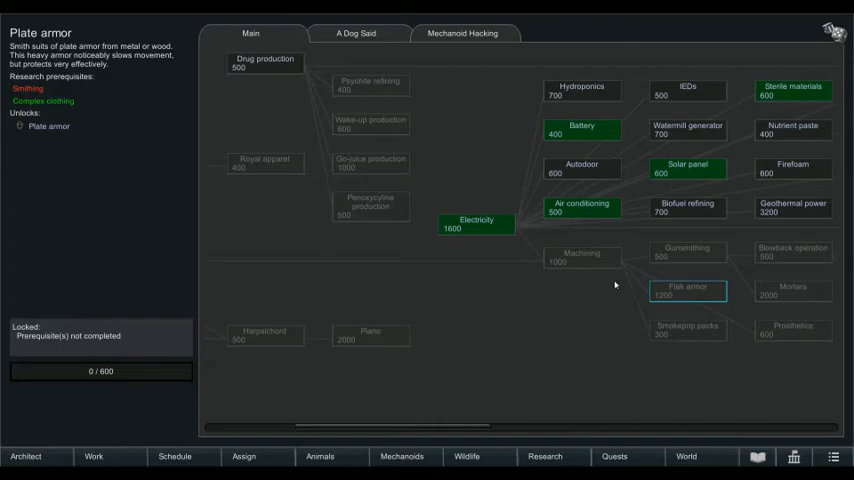 Plate armor
Smith suits of plate armor from metal or wood.
This heavy armor noticeably slows movement,
but protects very effectively.
Research prerequisites:
Smithing
Complex clothing
Unlocks:
Plate armor
Locked:
Prerequisite(s) not completed
0 / 600
Main
A Dog Said
Mechanoid Hacking
Drug production
500
Psychite refining
400
Wake-up production
600
Royal apparel
400
Go-juice production
1000
Penoxycyline
production
500
Harpsichord
800
Piano
2000
Electricity
1600
Hydroponics
700
IEDs
500
Sterile materials
600
Battery
400
Watermill generator
700
Nutrient paste
400
Autodoor
600
Solar panel
600
Firefoam
600
Air conditioning
500
Biofuel refining
700
Geothermal power
3200
Machining
1000
Gunsmithing
500
Blowback operation
500
Flak armor
1200
Mortars
2000
Smokepop packs
300
Prosthetics
600
Architect
Work
Schedule
Assign
Animals
Mechanoids
Wildlife
Research
Quests
World